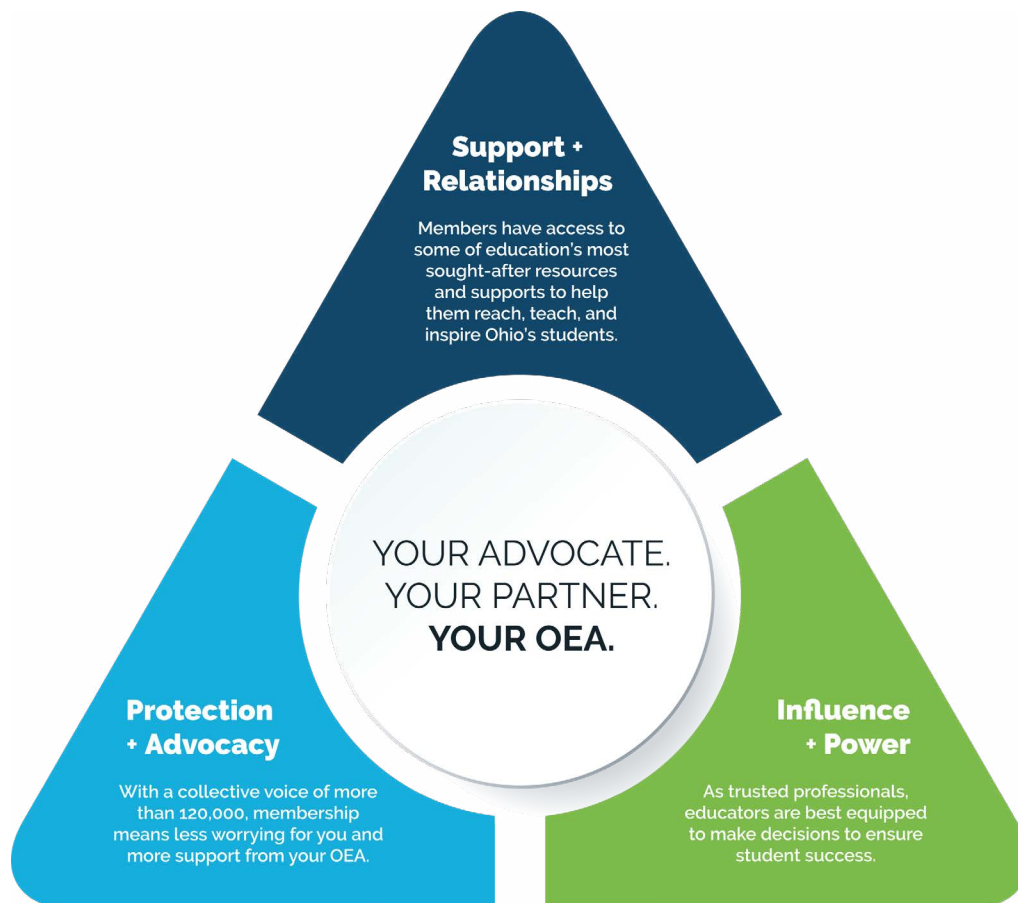 Support +
Relationships
Members have access to
some of education's most
sought-after resources
and supports to help
them reach, teach, and
inspire Ohio's students.
YOUR ADVOCATE.
YOUR PARTNER.
YOUR OEA.
Protection
+ Advocacy
With a collective voice of more
than 120,000, membership
means less worrying for you and
more support from your OEA.
Influence
+ Power
As trusted professionals,
educators are best equipped
to make decisions to ensure
student success.